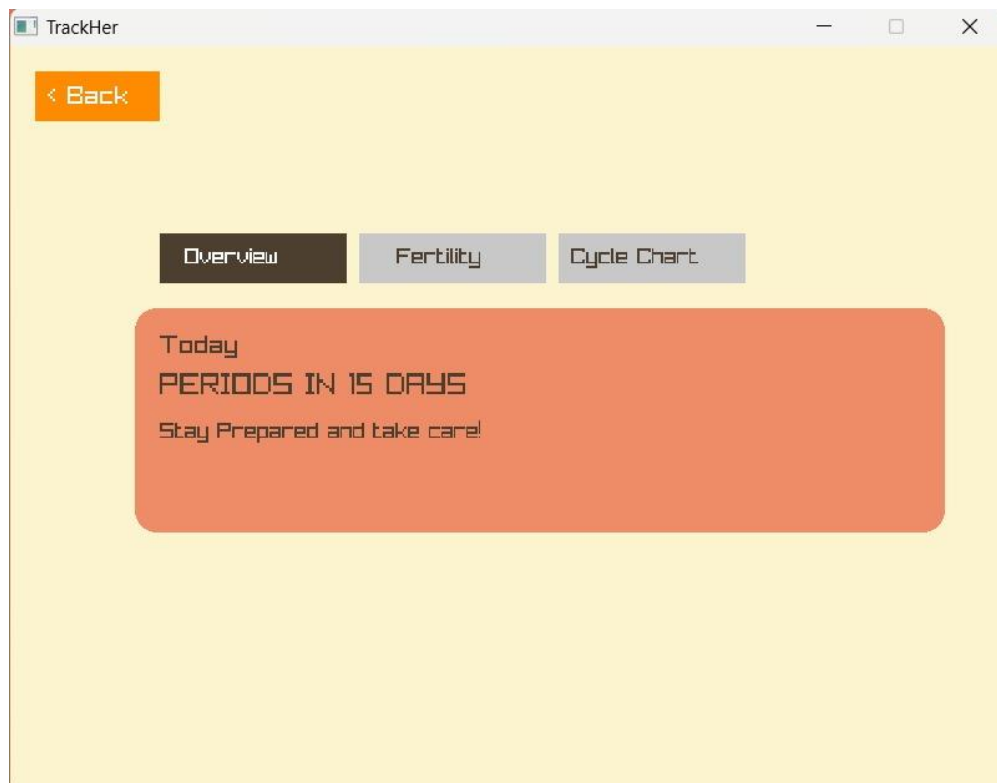 TrackHer
< Back
Overview Fertility Cycle Chart
Today
PERIODS IN 15 DAYS
Stay Prepared and take care!